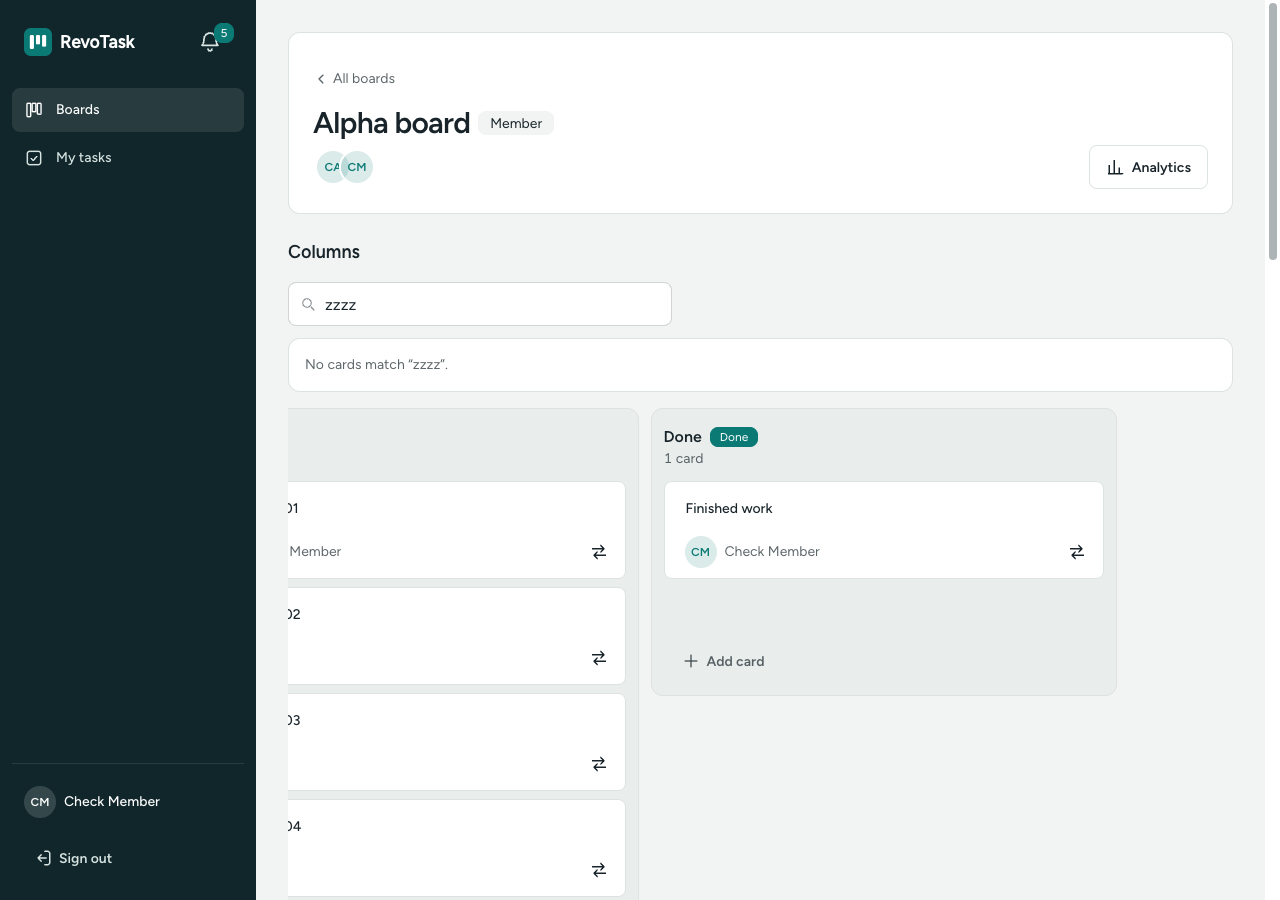 RevoTask
5
Boards
My tasks
CM
Check Member
Sign out
All boards
Alpha board
Member
CA
CM
Analytics
Columns
zzzz
No cards match “zzzz”.
01
Member
02
03
04
Done
Done
1 card
Finished work
CM
Check Member
Add card